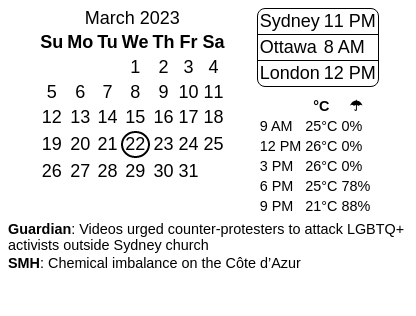 March 2023
Su Mo Tu We Th Fr Sa
1 2 3 4
5 6 7 8 9 10 11
12 13 14 15 16 17 18
19 20 21 22 23 24 25
26 27 28 29 30 31
Sydney 11 PM
Ottawa 8 AM
London 12 PM
°C ☂
9 AM 25°C 0%
12 PM 26°C 0%
3 PM 26°C 0%
6 PM 25°C 78%
9 PM 21°C 88%
Guardian: Videos urged counter-protesters to attack LGBTQ+
activists outside Sydney church
SMH: Chemical imbalance on the Côte d’Azur